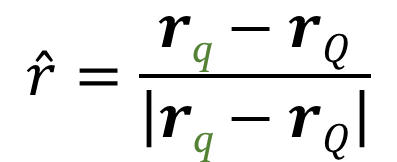 r̂ = (r_q − r_Q) / |r_q − r_Q|